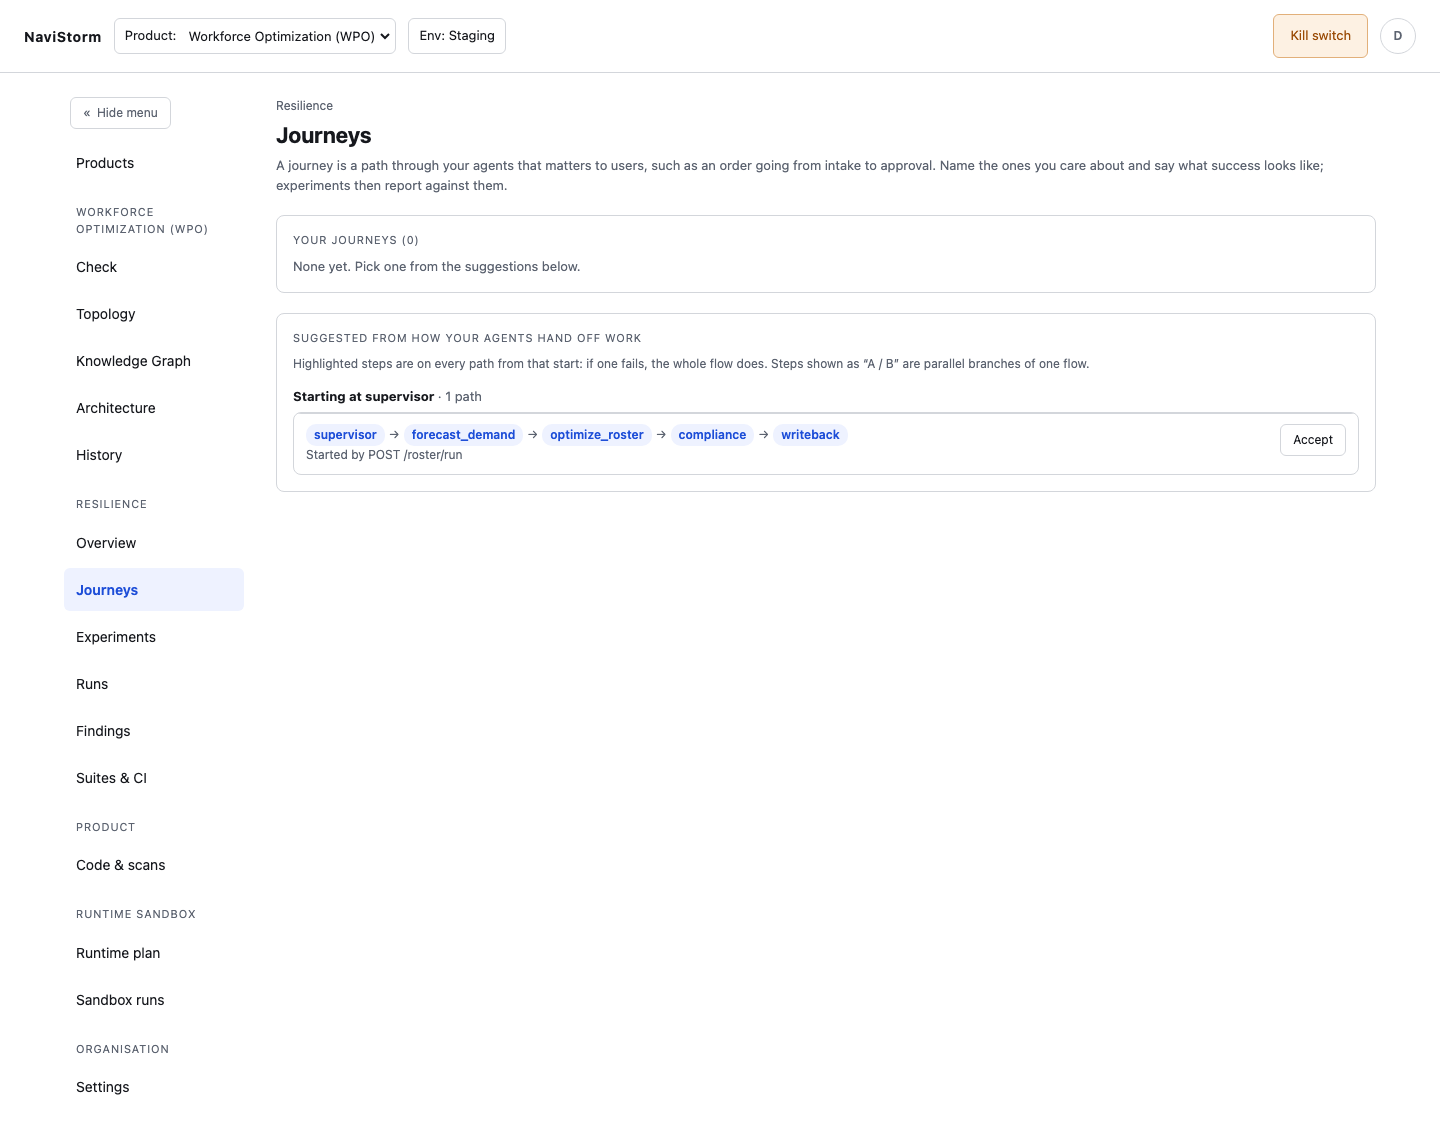 NaviStorm
Product: Workforce Optimization (WPO)
Env: Staging
Kill switch
D
« Hide menu
Products
WORKFORCE
OPTIMIZATION (WPO)
Check
Topology
Knowledge Graph
Architecture
History
RESILIENCE
Overview
Journeys
Experiments
Runs
Findings
Suites & CI
PRODUCT
Code & scans
RUNTIME SANDBOX
Runtime plan
Sandbox runs
ORGANISATION
Settings
Resilience
Journeys
A journey is a path through your agents that matters to users, such as an order going from intake to approval. Name the ones you care about and say what success looks like;
experiments then report against them.
YOUR JOURNEYS (0)
None yet. Pick one from the suggestions below.
SUGGESTED FROM HOW YOUR AGENTS HAND OFF WORK
Highlighted steps are on every path from that start: if one fails, the whole flow does. Steps shown as “A / B” are parallel branches of one flow.
Starting at supervisor · 1 path
supervisor → forecast_demand → optimize_roster → compliance → writeback
Started by POST /roster/run
Accept